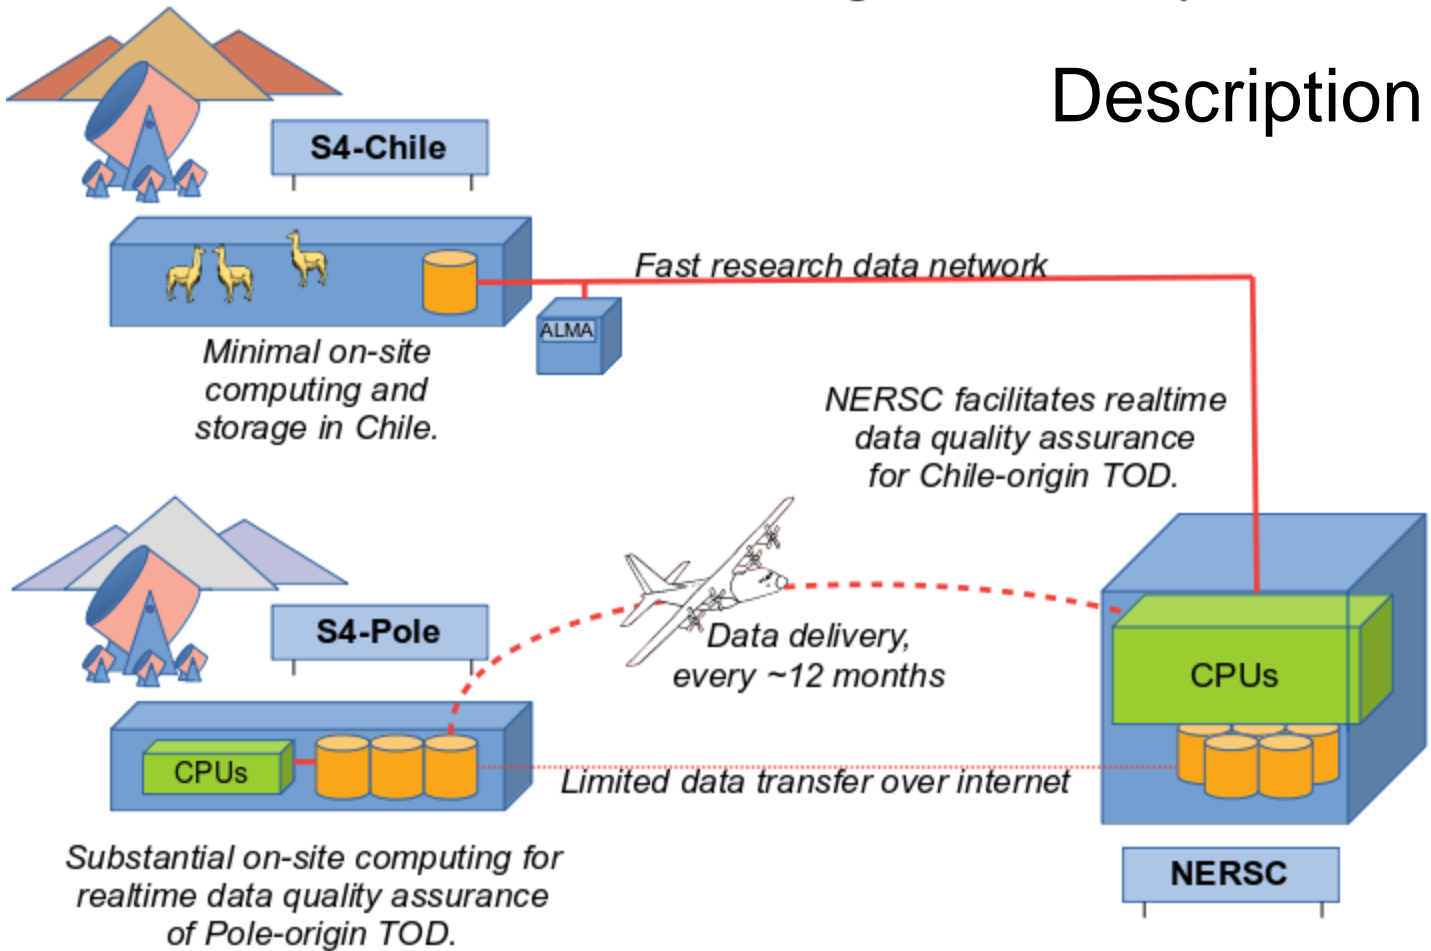 Description
S4-Chile
Fast research data network
ALMA
Minimal on-site
computing and
storage in Chile.
NERSC facilitates realtime
data quality assurance
for Chile-origin TOD.
S4-Pole
Data delivery,
every ~12 months
CPUs
CPUs
Limited data transfer over internet
Substantial on-site computing for
realtime data quality assurance
of Pole-origin TOD.
NERSC